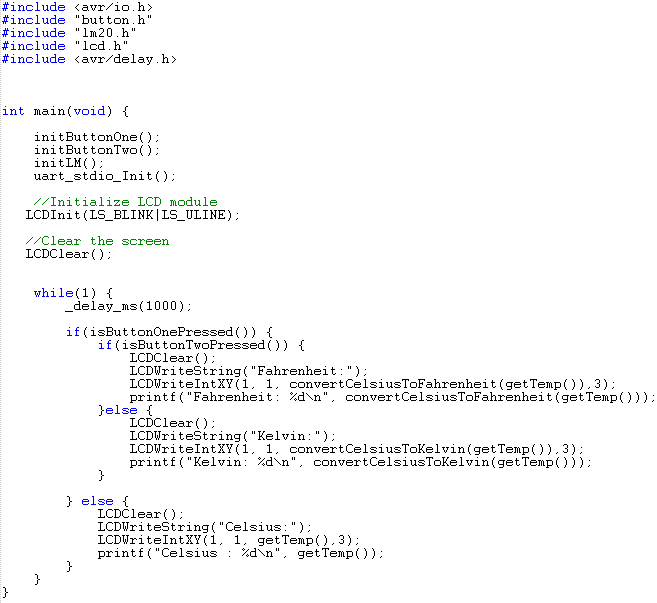 #include <avr/io.h>
#include "button.h"
#include "lm20.h"
#include "lcd.h"
#include <avr/delay.h>
int main(void) {
    initButtonOne();
    initButtonTwo();
    initLM();
    uart_stdio_Init();
    //Initialize LCD module
   LCDInit(LS_BLINK|LS_ULINE);
   //Clear the screen
   LCDClear();
    while(1) {
        _delay_ms(1000);
        if(isButtonOnePressed()) {
            if(isButtonTwoPressed()) {
                LCDClear();
                LCDWriteString("Fahrenheit:");
                LCDWriteIntXY(1, 1, convertCelsiusToFahrenheit(getTemp()),3);
                printf("Fahrenheit: %d\n", convertCelsiusToFahrenheit(getTemp()));
            }else {
                LCDClear();
                LCDWriteString("Kelvin:");
                LCDWriteIntXY(1, 1, convertCelsiusToKelvin(getTemp()),3);
                printf("Kelvin: %d\n", convertCelsiusToKelvin(getTemp()));
            }
        } else {
            LCDClear();
            LCDWriteString("Celsius:");
            LCDWriteIntXY(1, 1, getTemp(),3);
            printf("Celsius : %d\n", getTemp());
        }
    }
}